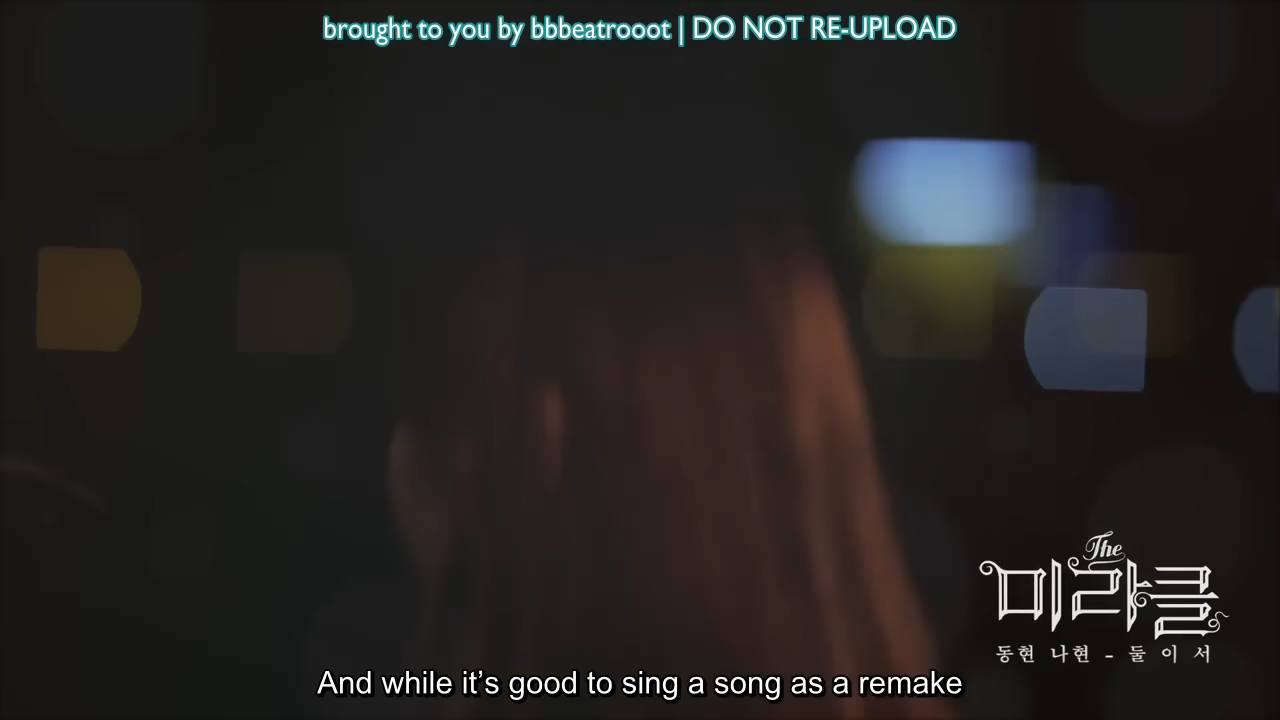 brought to you by bbbeatrooot | DO NOT RE-UPLOAD
The
미라클
동현 나현 - 둘 이 서
And while it’s good to sing a song as a remake